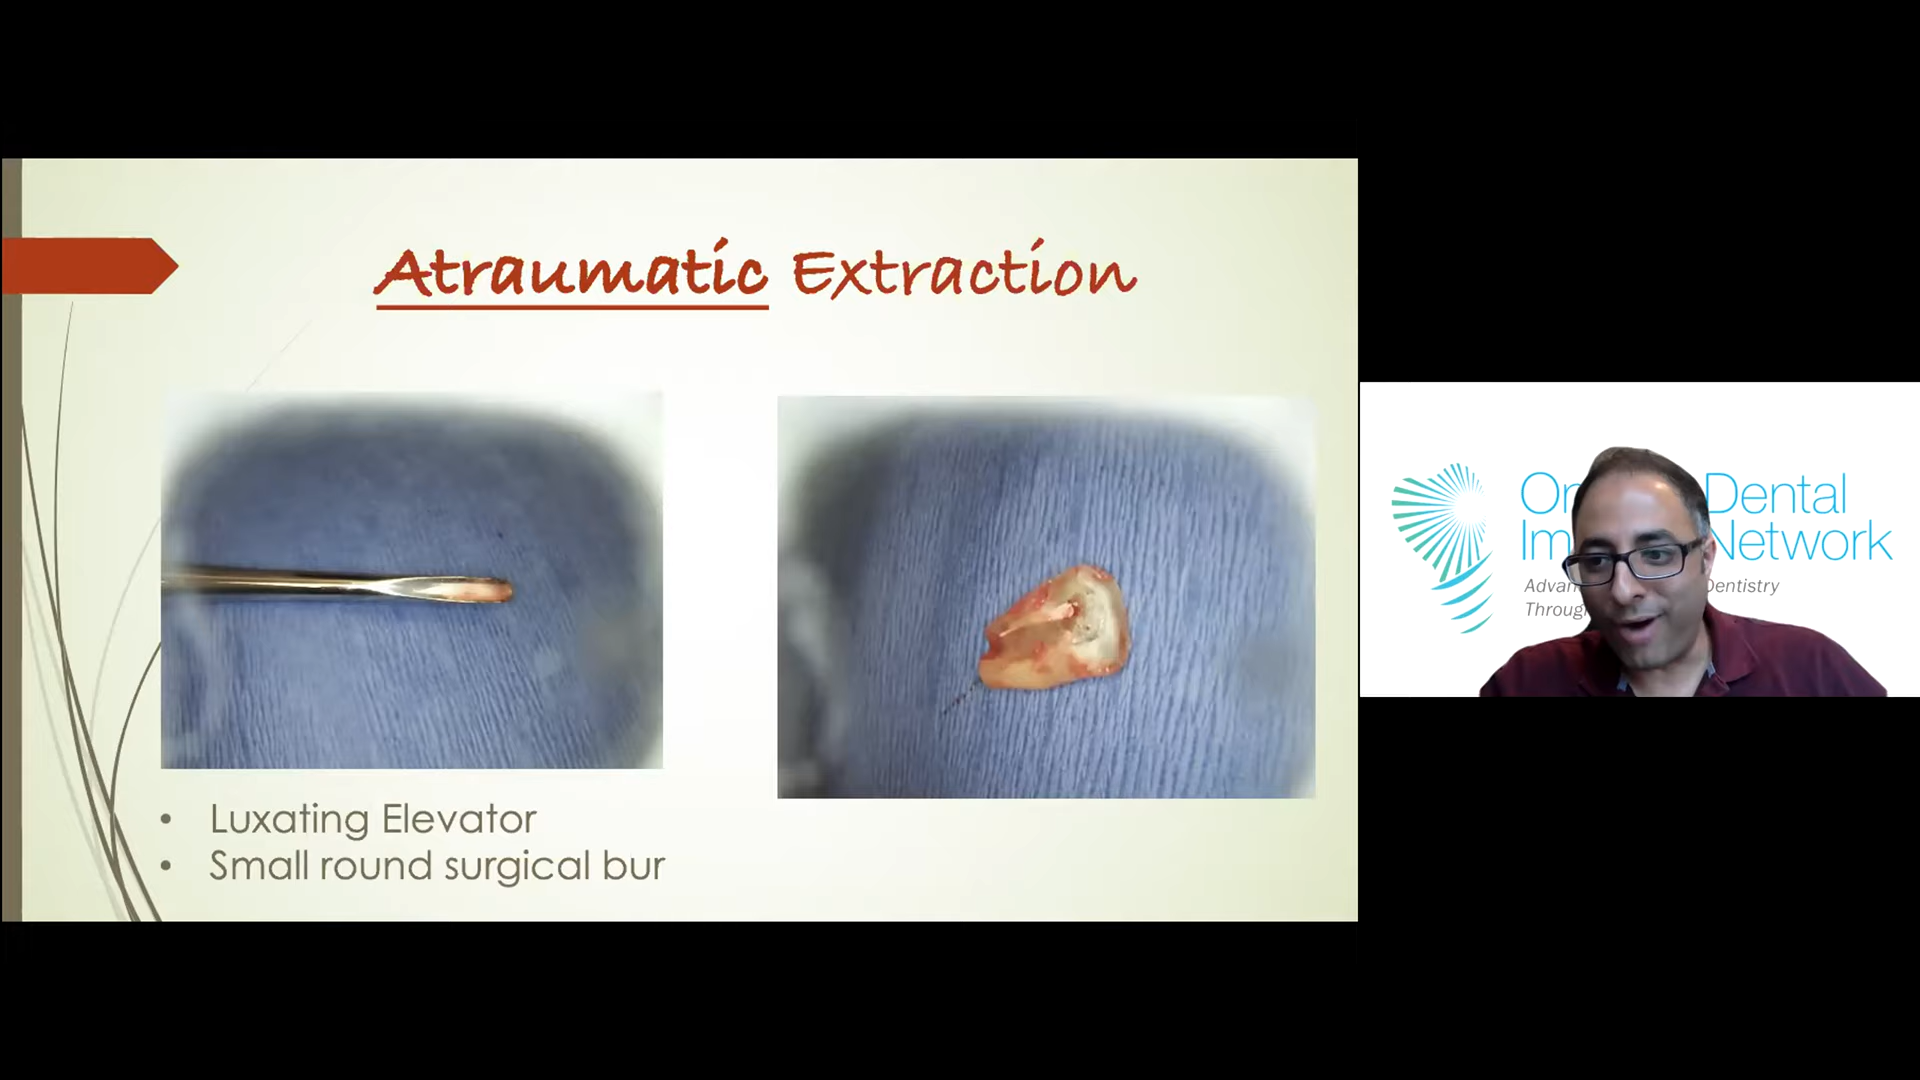 Atraumatic Extraction
• Luxating Elevator
• Small round surgical bur
Dental
Network
Dentistry